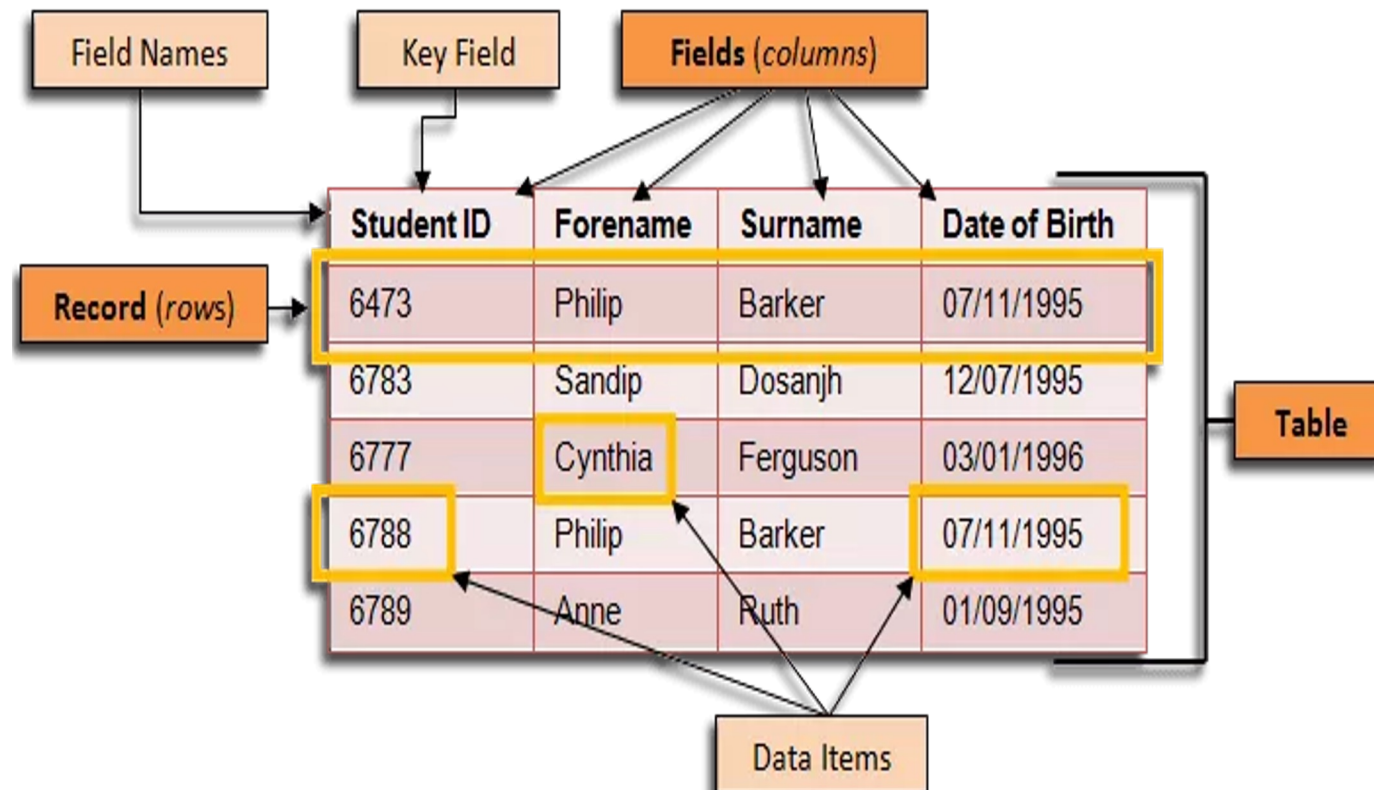 Field Names
Key Field
Fields (columns)
Student ID Forename Surname Date of Birth
Record (rows)
6473 Philip Barker 07/11/1995
6783 Sandip Dosanjh 12/07/1995
Table
6777 Cynthia Ferguson 03/01/1996
6788 Philip Barker 07/11/1995
6789 Anne Ruth 01/09/1995
Data Items